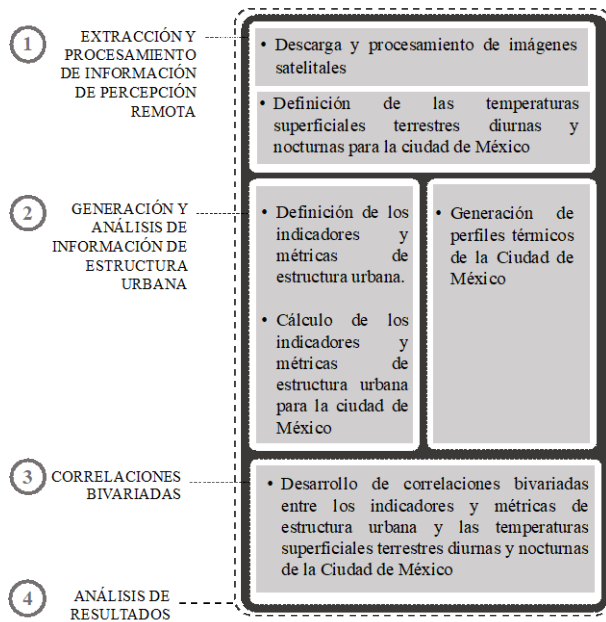 1
EXTRACCIÓN Y
PROCESAMIENTO
DE INFORMACIÓN
DE PERCEPCIÓN
REMOTA
• Descarga y procesamiento de imágenes
satelitales
• Definición de las temperaturas
superficiales terrestres diurnas y
nocturnas para la ciudad de México
2
GENERACIÓN Y
ANÁLISIS DE
INFORMACIÓN DE
ESTRUCTURA
URBANA
• Definición de los
indicadores y
métricas de
estructura urbana.
• Cálculo de los
indicadores y
métricas de
estructura urbana
para la ciudad de
México
• Generación de
perfiles térmicos
de la Ciudad de
México
3
CORRELACIONES
BIVARIADAS
• Desarrollo de correlaciones bivariadas
entre los indicadores y métricas de
estructura urbana y las temperaturas
superficiales terrestres diurnas y nocturnas
de la Ciudad de México
4
ANÁLISIS DE
RESULTADOS